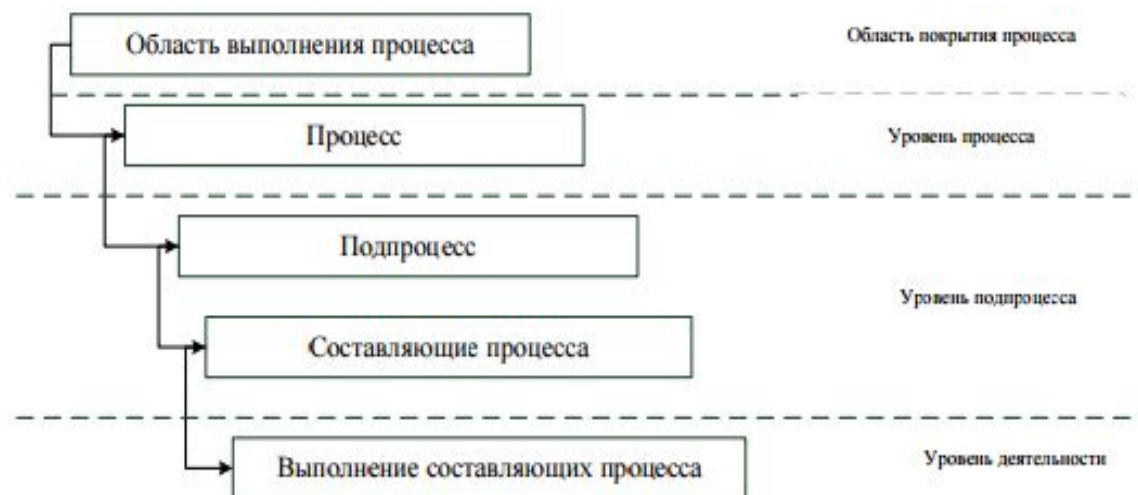 Область выполнения процесса
Область покрытия процесса
Процесс
Уровень процесса
Подпроцесс
Уровень подпроцесса
Составляющие процесса
Выполнение составляющих процесса
Уровень деятельности